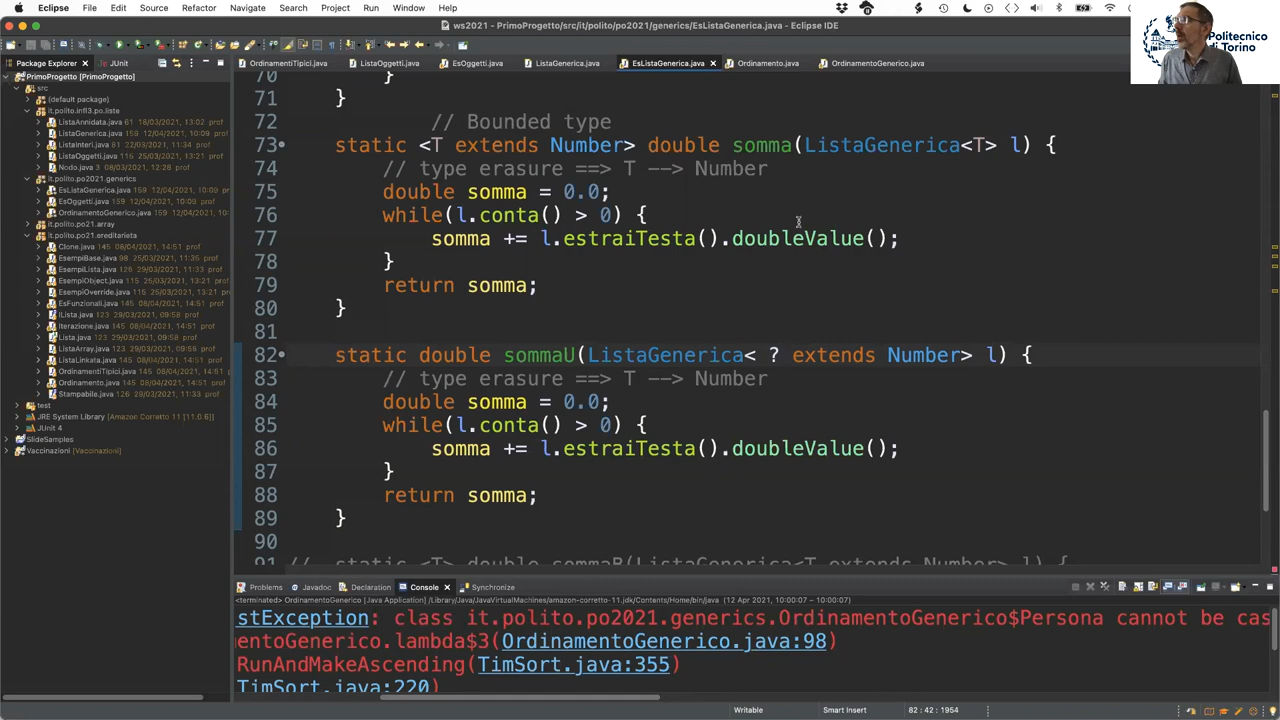 Eclipse File Edit Source Refactor Navigate Search Project Run Window Help
ws2021 - PrimoProgetto/src/it/polito/po2021/generics/EsListaGenerica.java - Eclipse IDE
Politecnico
di Torino
Package Explorer JUnit
OrdinamentiTipici.java ListaOggetti.java EsOggetti.java ListaGenerica.java EsListaGenerica.java Ordinamento.java OrdinamentoGenerico.java
PrimoProgetto [PrimoProgetto]
src
(default package)
it.polito.infl3.po.liste
ListaAnnidata.java 61 18/03/2021, 13:02 prof
ListaGenerica.java 159 12/04/2021, 10:09 prof
ListaInteri.java 81 22/03/2021, 11:34 prof
ListaOggetti.java 115 25/03/2021, 13:21 prof
Nodo.java 3 08/03/2021, 12:28 prof
it.polito.po2021.generics
EsListaGenerica.java 159 12/04/2021, 10:09
EsOggetti.java 159 12/04/2021, 10:09 prof
OrdinamentoGenerico.java 159 12/04/2021,
it.polito.po21.array
it.polito.po21.ereditarieta
Clone.java 145 08/04/2021, 14:51 prof
EsempiBase.java 98 25/03/2021, 11:35 prof
EsempiLista.java 126 29/03/2021, 11:33 prof
EsempiObject.java 115 25/03/2021, 13:21 prof
EsempiOverride.java 115 25/03/2021, 13:21 prof
EsFunzionali.java 145 08/04/2021, 14:51 prof
ILista.java 123 29/03/2021, 09:58 prof
Iterazione.java 145 08/04/2021, 14:51 prof
Lista.java 123 29/03/2021, 09:58 prof
ListaArray.java 123 29/03/2021, 09:58 prof
ListaLinkata.java 145 08/04/2021, 14:51 prof
OrdinamentiTipici.java 145 08/04/2021, 14:51
Ordinamento.java 145 08/04/2021, 14:51 prof
Stampabile.java 126 29/03/2021, 11:33 prof
test
JRE System Library [Amazon Corretto 11 [11.0.6]]
JUnit 4
SlideSamples
Vaccinazioni [Vaccinazioni]
70 }
71 }
72 // Bounded type
73 static <T extends Number> double somma(ListaGenerica<T> l) {
74 // type erasure ==> T --> Number
75 double somma = 0.0;
76 while(l.conta() > 0) {
77 somma += l.estraiTesta().doubleValue();
78 }
79 return somma;
80 }
81
82 static double sommaU(ListaGenerica< ? extends Number> l) {
83 // type erasure ==> T --> Number
84 double somma = 0.0;
85 while(l.conta() > 0) {
86 somma += l.estraiTesta().doubleValue();
87 }
88 return somma;
89 }
90
91 // static <T> double sommaB(ListaGenerica<T extends Number> l) {
Problems Javadoc Declaration Console Synchronize
<terminated> OrdinamentoGenerico [Java Application] /Library/Java/JavaVirtualMachines/amazon-corretto-11.jdk/Contents/Home/bin/java (12 Apr 2021, 10:00:07 – 10:00:07)
stException: class it.polito.po2021.generics.OrdinamentoGenerico$Persona cannot be cas
mentoGenerico.lambda$3(OrdinamentoGenerico.java:98)
RunAndMakeAscending(TimSort.java:355)
TimSort.java:220)
Writable Smart Insert 82 : 42 : 1954